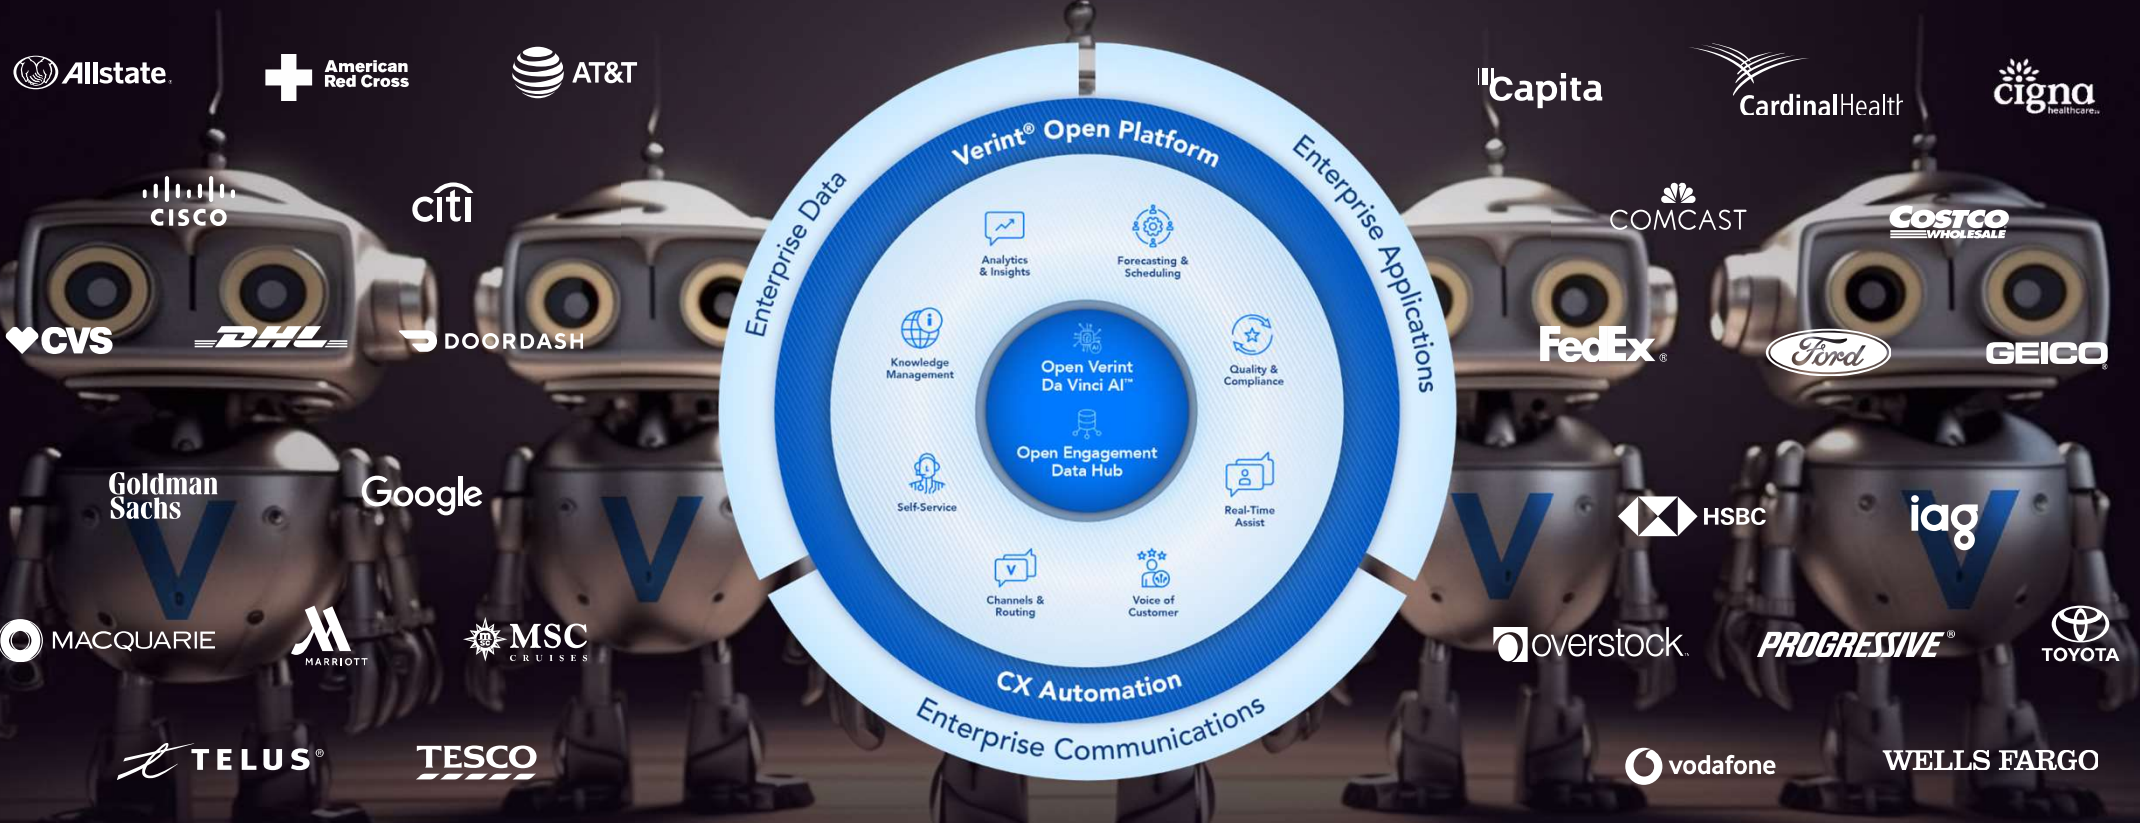 Allstate
American
Red Cross
AT&T
CISCO
citi
CVS
DHL
DOORDASH
Goldman
Sachs
Google
MACQUARIE
MARRIOTT
MSC
CRUISES
TELUS®
TESCO
Verint® Open Platform
Enterprise Data
Enterprise Applications
Analytics
& Insights
Forecasting &
Scheduling
Knowledge
Management
Quality &
Compliance
AI
Open Verint
Da Vinci AI™
Open Engagement
Data Hub
Self-Service
Real-Time
Assist
V
Channels &
Routing
Voice of
Customer
CX Automation
Enterprise Communications
Capita
CardinalHealth
cigna
healthcare
COMCAST
COSTCO
WHOLESALE
FedEx®
Ford
GEICO
HSBC
iag
overstock
PROGRESSIVE®
TOYOTA
vodafone
WELLS FARGO
V
V
V
V